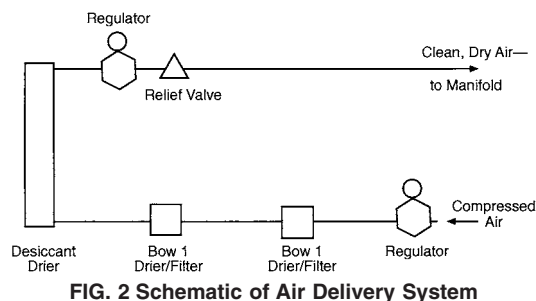 Regulator
Clean, Dry Air—
to Manifold
Relief Valve
Compressed
Air
Desiccant
Drier
Bow 1
Drier/Filter
Bow 1
Drier/Filter
Regulator
FIG. 2 Schematic of Air Delivery System